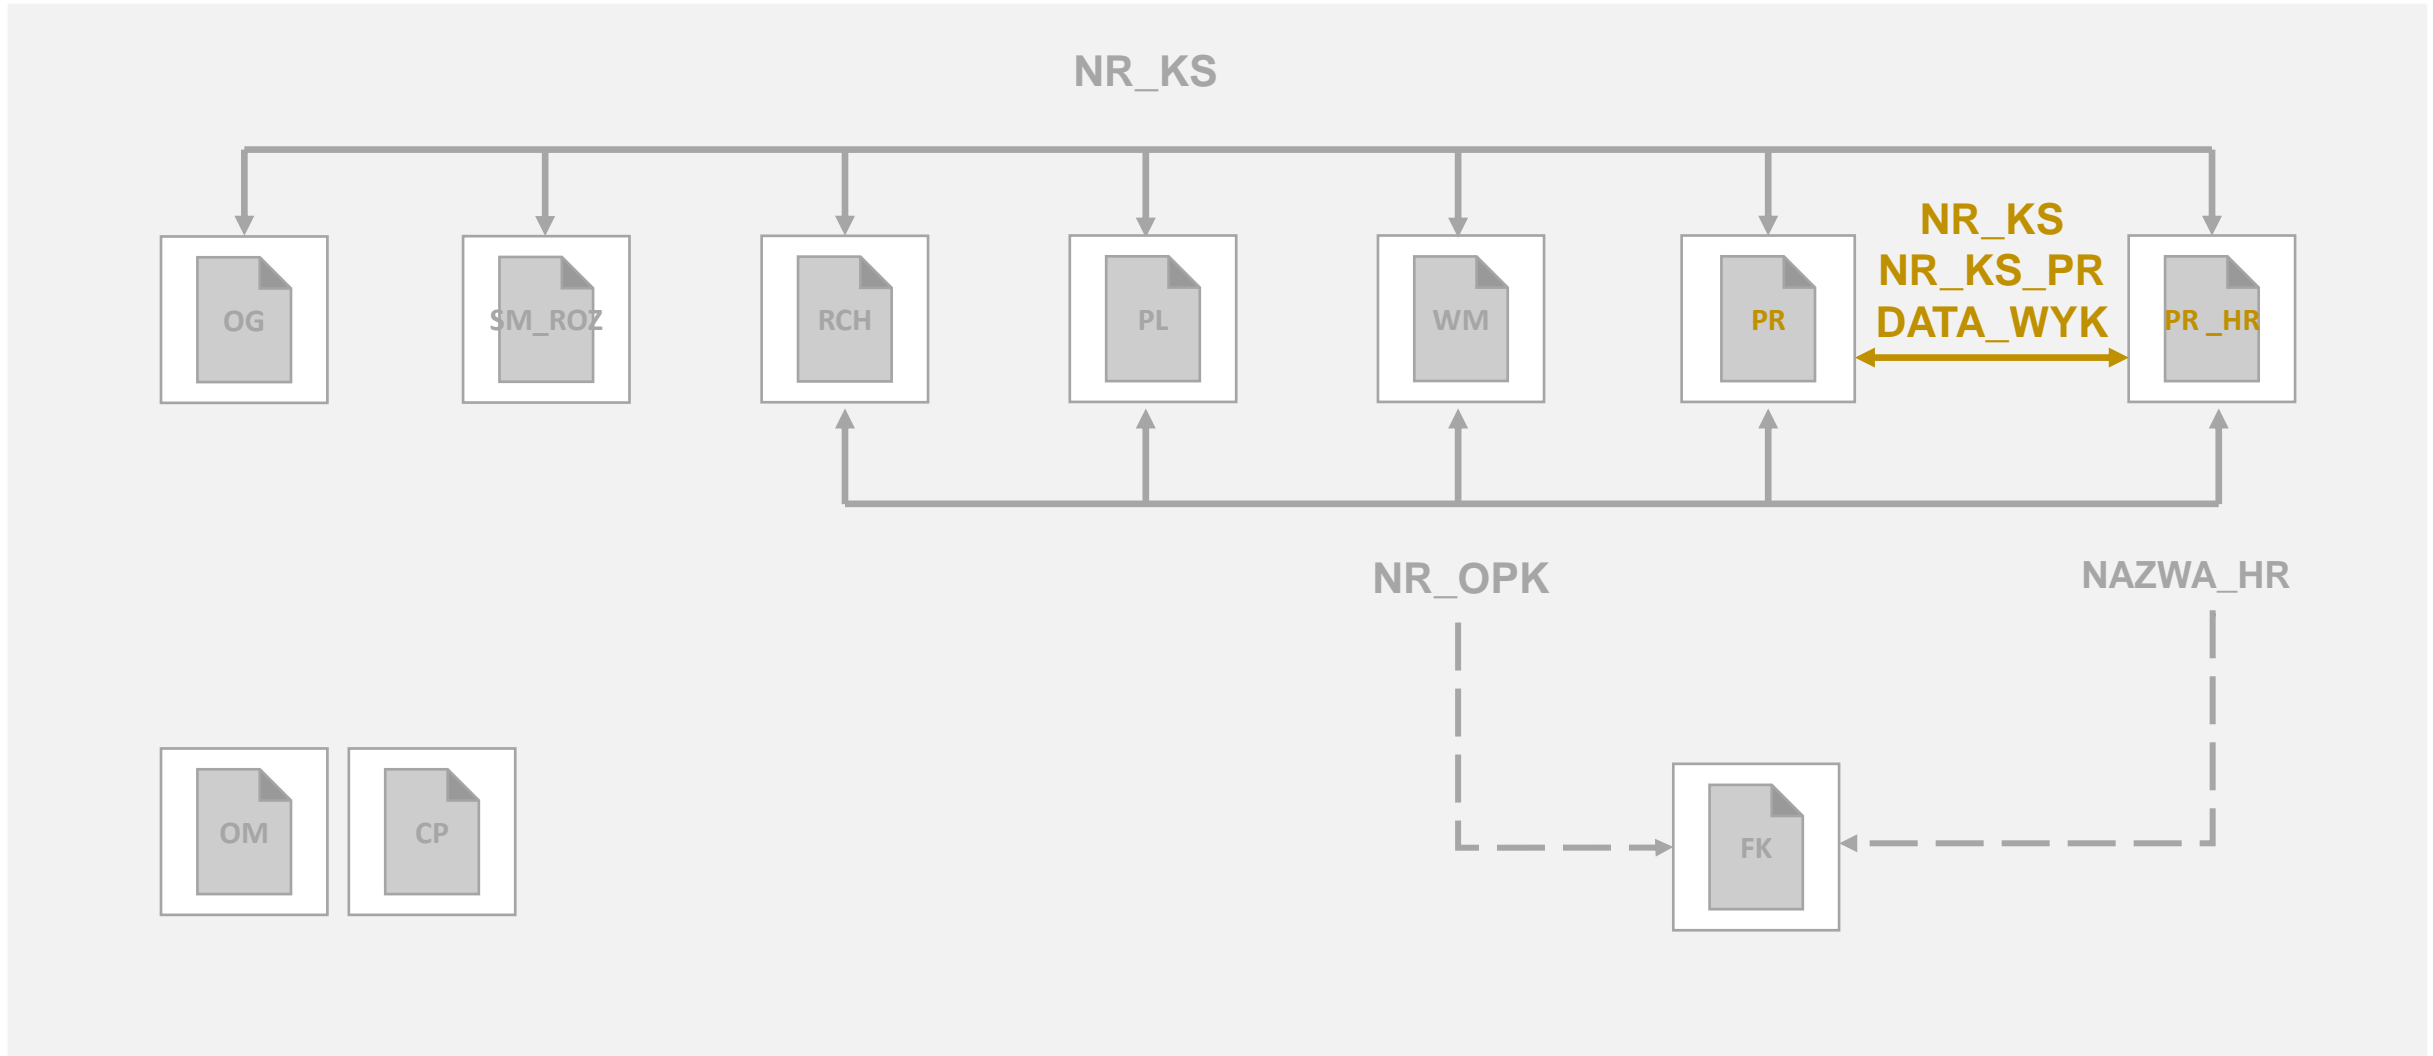 NR_KS
NR_KS
NR_KS_PR
DATA_WYK
OG
SM_ROZ
RCH
PL
WM
PR
PR _HR
NR_OPK
NAZWA_HR
OM
CP
FK